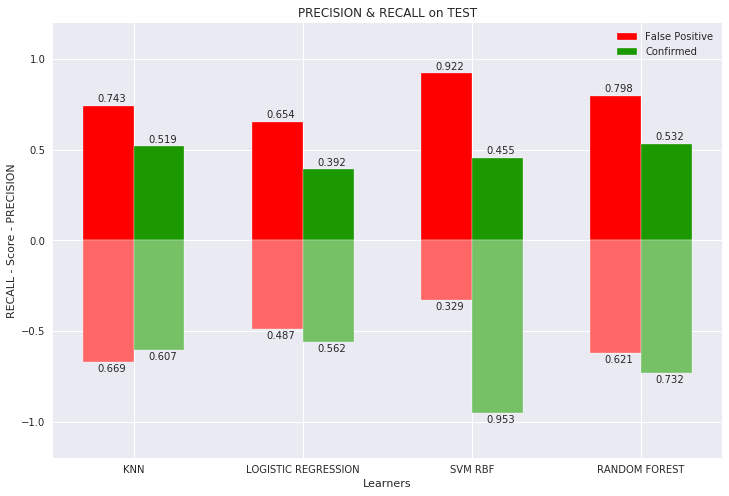 PRECISION & RECALL on TEST
False Positive
Confirmed
RECALL - Score - PRECISION
1.0
0.5
0.0
−0.5
−1.0
0.743
0.519
0.654
0.392
0.922
0.455
0.798
0.532
0.669
0.607
0.487
0.562
0.329
0.953
0.621
0.732
KNN
LOGISTIC REGRESSION
SVM RBF
RANDOM FOREST
Learners